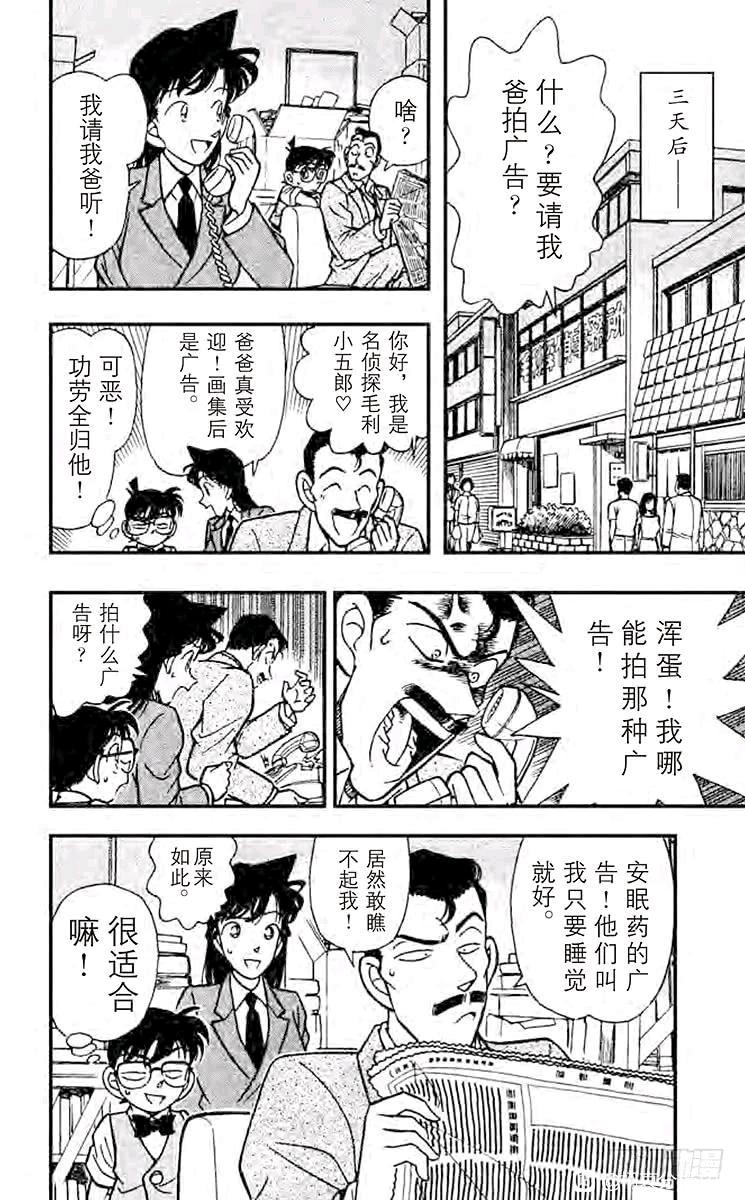 三天后——
什么？要请我
爸拍广告？
啥？
我请我爸听！
你好，我是
名侦探毛利
小五郎♡
爸爸真受欢
迎！画集后
是广告。
可恶！
功劳全归他！
浑蛋！我哪
能拍那种广
告！
拍什么广
告呀？
安眠药的广
告！他们叫
我只要睡觉
就好。
居然敢瞧
不起我！
原来
如此。
很适合
嘛！